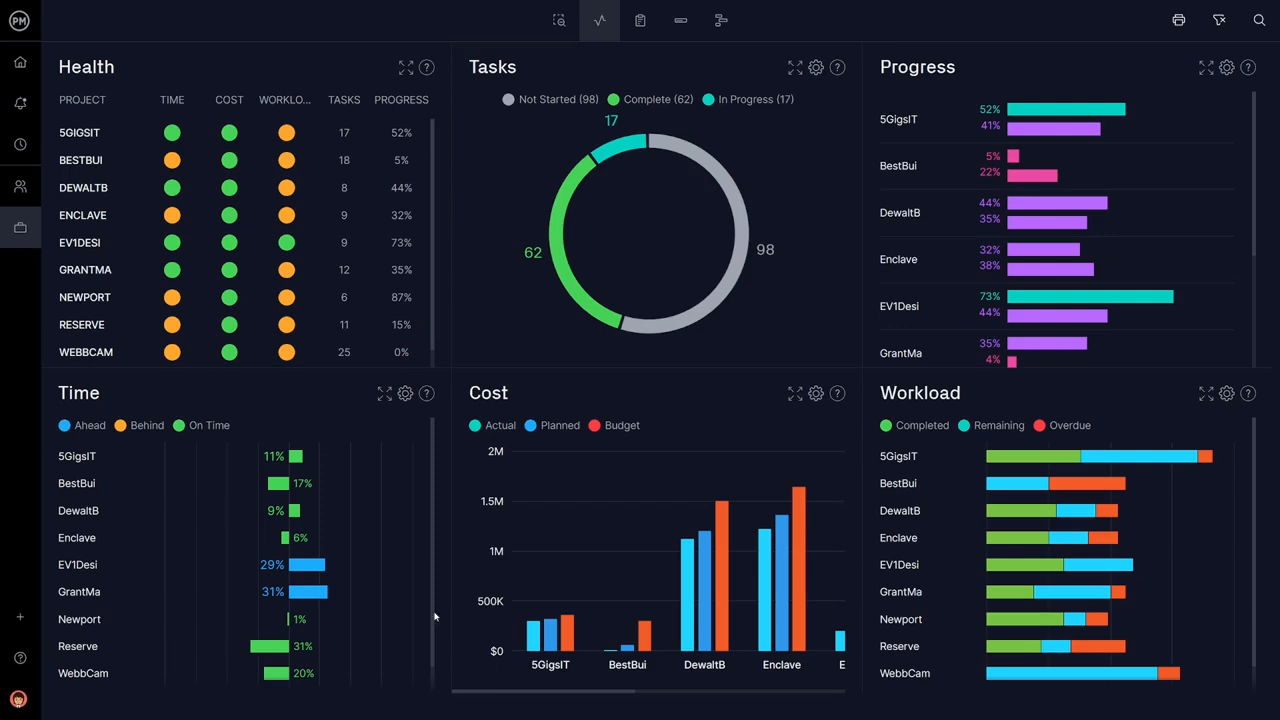 PM
Health
PROJECT TIME COST WORKLO... TASKS PROGRESS
5GIGSIT 17 52%
BESTBUI 18 5%
DEWALTB 8 44%
ENCLAVE 9 32%
EV1DESI 9 73%
GRANTMA 12 35%
NEWPORT 6 87%
RESERVE 11 15%
WEBBCAM 25 0%
Tasks
Not Started (98) Complete (62) In Progress (17)
17
62
98
Progress
5GigsIT 52%
41%
BestBui 5%
22%
DewaltB 44%
35%
Enclave 32%
38%
EV1Desi 73%
44%
GrantMa 35%
4%
Time
Ahead Behind On Time
5GigsIT 11%
BestBui 17%
DewaltB 9%
Enclave 6%
EV1Desi 29%
GrantMa 31%
Newport 1%
Reserve 31%
WebbCam 20%
Cost
Actual Planned Budget
2M
1.5M
1M
500K
$0
5GigsIT BestBui DewaltB Enclave E
Workload
Completed Remaining Overdue
5GigsIT
BestBui
DewaltB
Enclave
EV1Desi
GrantMa
Newport
Reserve
WebbCam